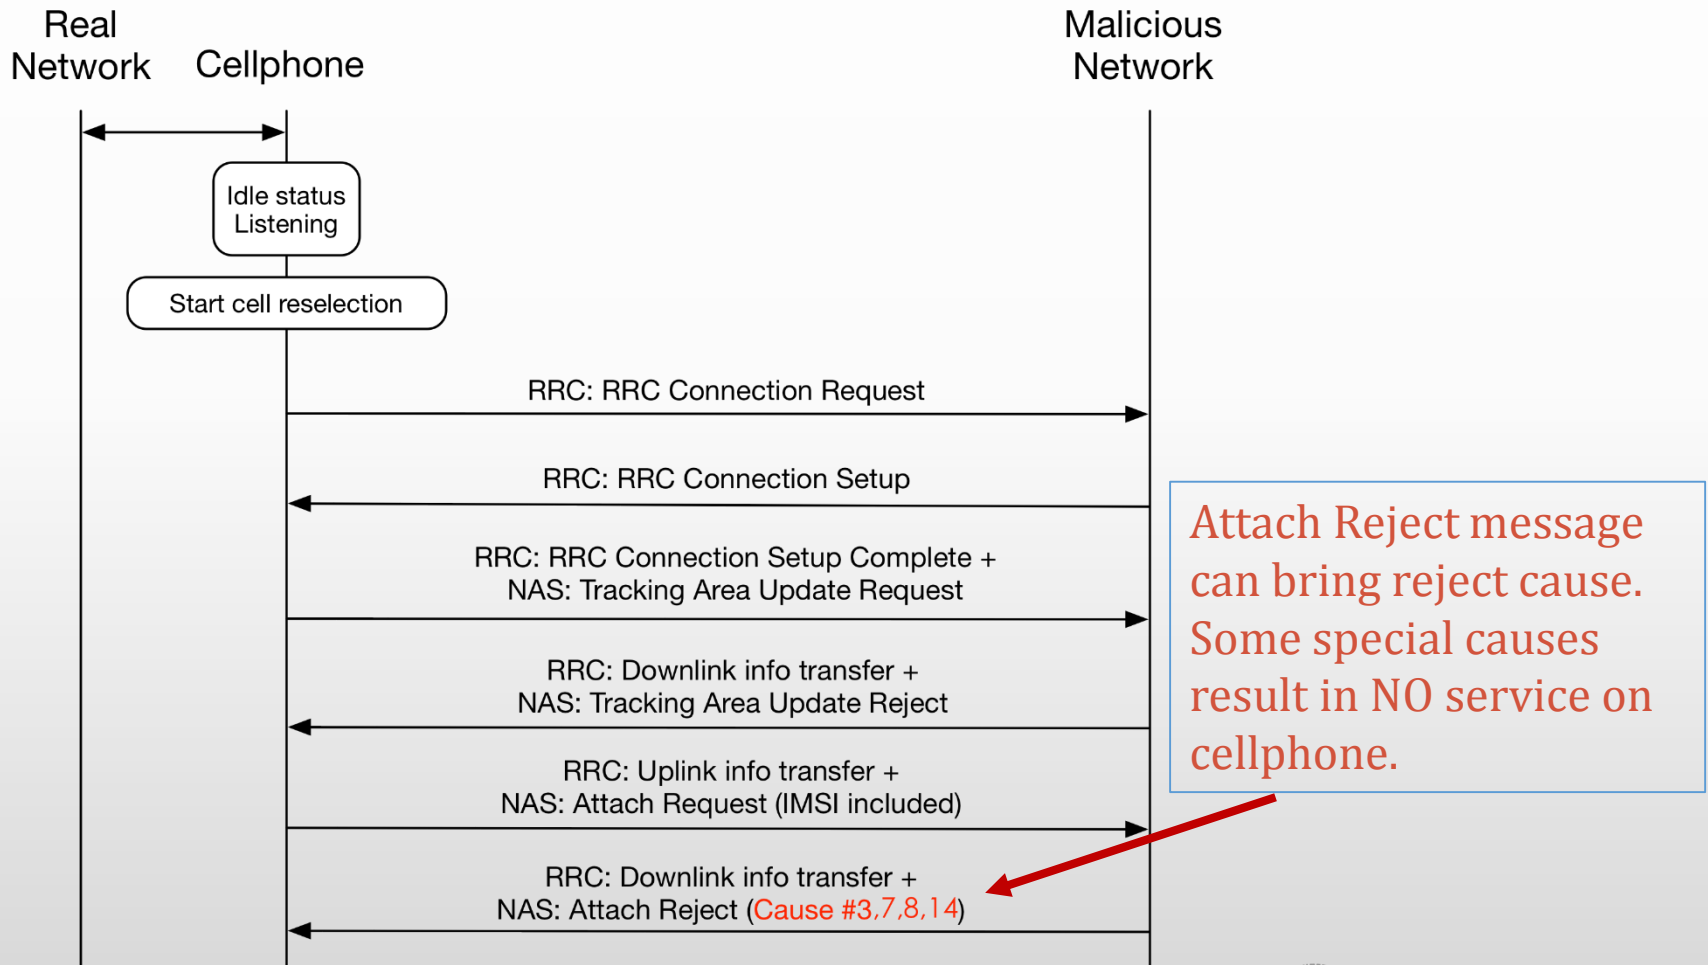 Real
Network
Cellphone
Malicious
Network
Idle status
Listening
Start cell reselection
RRC: RRC Connection Request
RRC: RRC Connection Setup
RRC: RRC Connection Setup Complete +
NAS: Tracking Area Update Request
RRC: Downlink info transfer +
NAS: Tracking Area Update Reject
RRC: Uplink info transfer +
NAS: Attach Request (IMSI included)
RRC: Downlink info transfer +
NAS: Attach Reject (Cause #3,7,8,14)
Attach Reject message
can bring reject cause.
Some special causes
result in NO service on
cellphone.